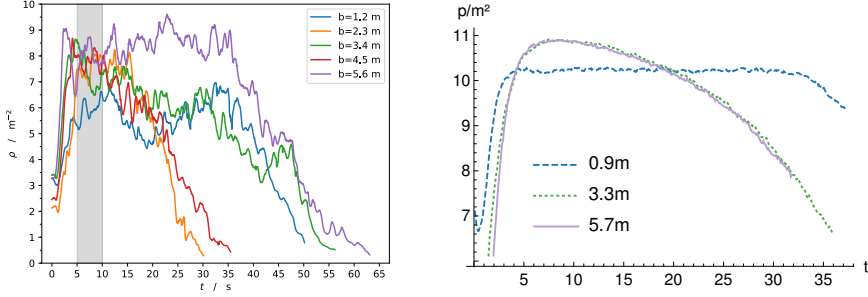 10
9
8
7
6
5
4
3
2
1
0
ρ / m⁻²
0 5 10 15 20 25 30 35 40 45 50 55 60 65
t / s
b=1,2 m
b=2,3 m
b=3,4 m
b=4,5 m
b=5,6 m
p/m²
11
10
9
8
7
5 10 15 20 25 30 35
t
0.9m
3.3m
5.7m